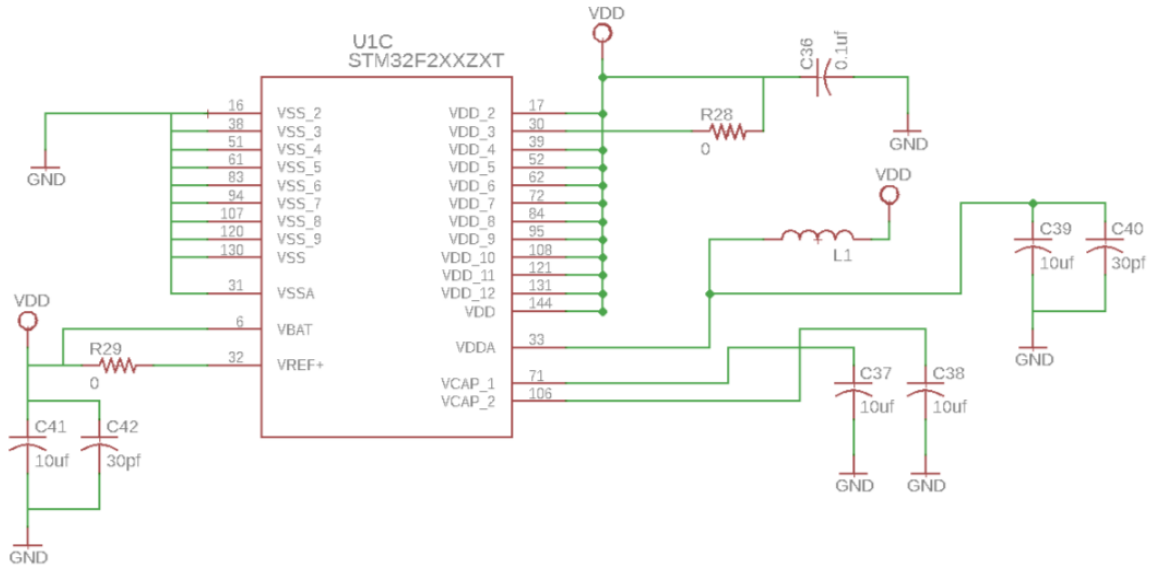 VDD
U1C
STM32F2XXZXT
C36
0.1uf
16 VSS_2 VDD_2 17
38 VSS_3 VDD_3 30
51 VSS_4 VDD_4 39
61 VSS_5 VDD_5 52
83 VSS_6 VDD_6 62
94 VSS_7 VDD_7 72
107 VSS_8 VDD_8 84
120 VSS_9 VDD_9 95
130 VSS VDD_10 108
VDD_11 121
31 VSSA VDD_12 131
VDD 144
6 VBAT
VDDA 33
32 VREF+
VCAP_1 71
VCAP_2 106
R28
0
GND
GND
VDD
L1
C39
10uf
C40
30pf
GND
VDD
R29
0
C37
10uf
C38
10uf
GND
GND
C41
10uf
C42
30pf
GND